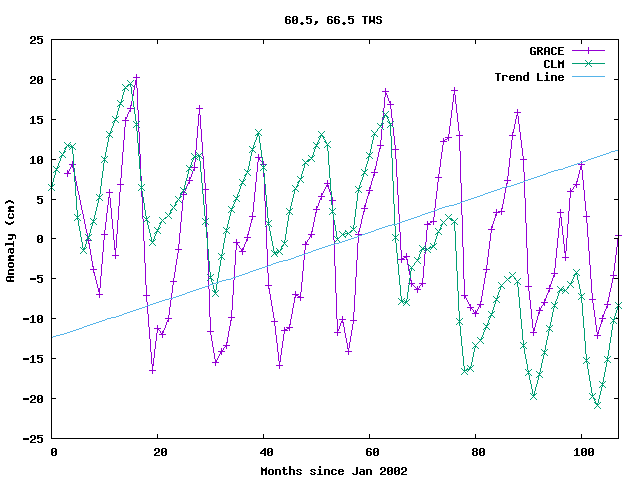 60.5, 66.5 TWS
GRACE
CLM
Trend Line
Anomaly (cm)
25
20
15
10
5
0
-5
-10
-15
-20
-25
0 20 40 60 80 100
Months since Jan 2002